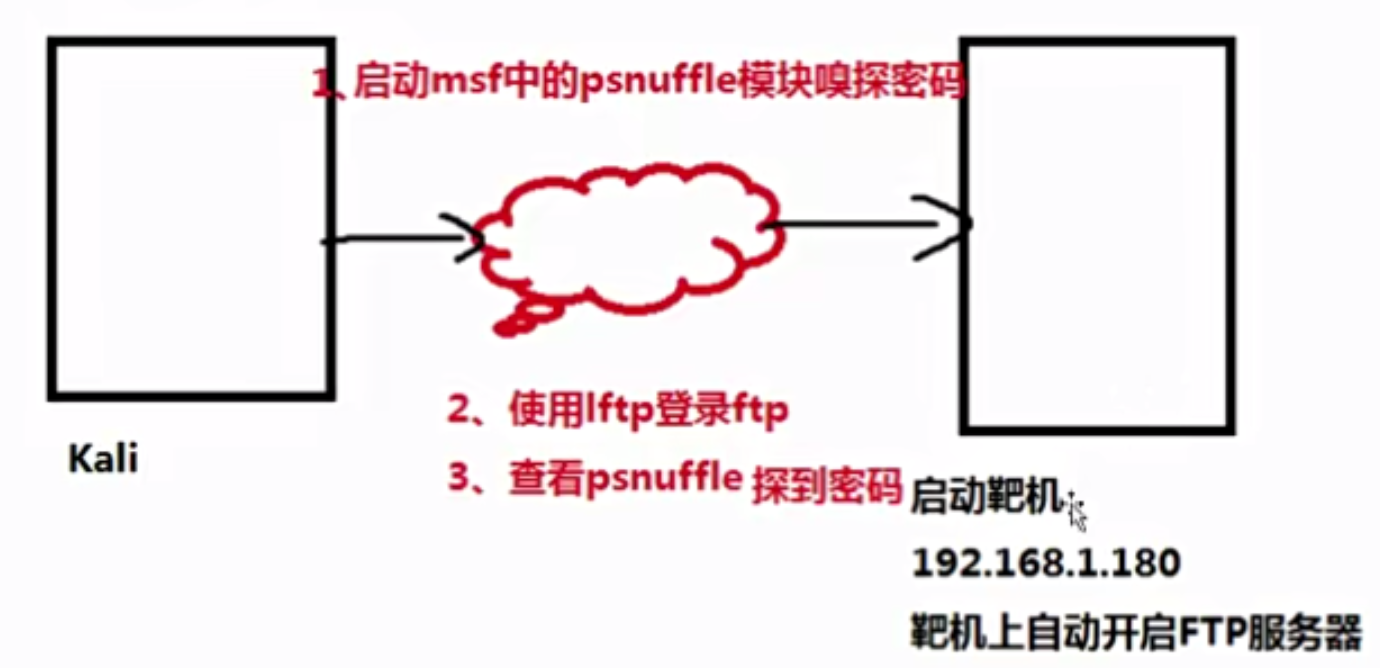 1、启动msf中的psnuffle模块嗅探密码
2、使用lftp登录ftp
3、查看psnuffle 探到密码
Kali
启动靶机
192.168.1.180
靶机上自动开启FTP服务器